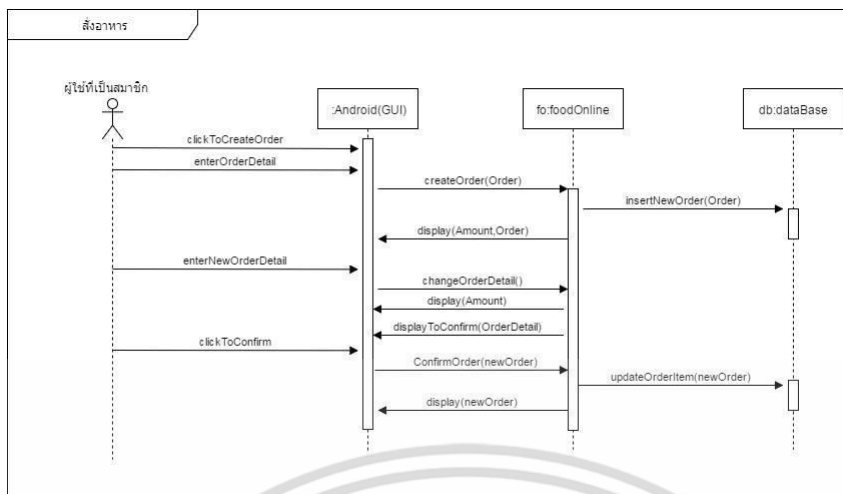 สั่งอาหาร
ผู้ใช้ที่เป็นสมาชิก
:Android(GUI)
fo:foodOnline
db:dataBase
clickToCreateOrder
enterOrderDetail
createOrder(Order)
insertNewOrder(Order)
display(Amount,Order)
enterNewOrderDetail
changeOrderDetail()
display(Amount)
displayToConfirm(OrderDetail)
clickToConfirm
ConfirmOrder(newOrder)
updateOrderItem(newOrder)
display(newOrder)